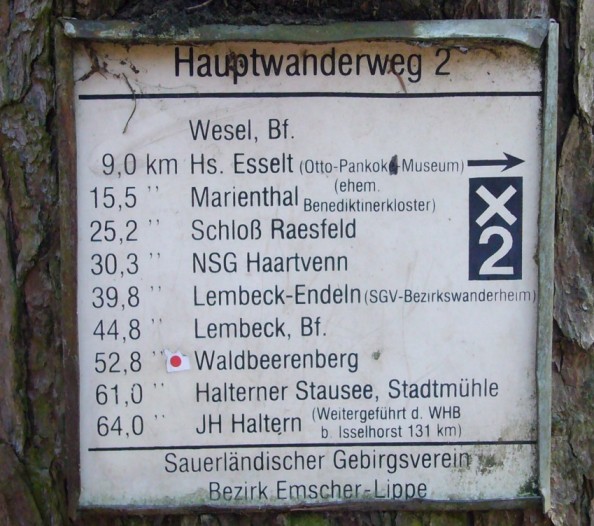 Hauptwanderweg 2
Wesel, Bf.
9,0 km Hs. Esselt (Otto-Pankok-Museum)
15,5 " Marienthal (ehem. Benediktinerkloster)
25,2 " Schloß Raesfeld
X
2
30,3 " NSG Haartvenn
39,8 " Lembeck-Endeln (SGV-Bezirkswanderheim)
44,8 " Lembeck, Bf.
52,8 " Waldbeerenberg
61,0 " Halterner Stausee, Stadtmühle
64,0 " JH Haltern (Weitergeführt d. WHB b. Isselhorst 131 km)
Sauerländischer Gebirgsverein
Bezirk Emscher-Lippe